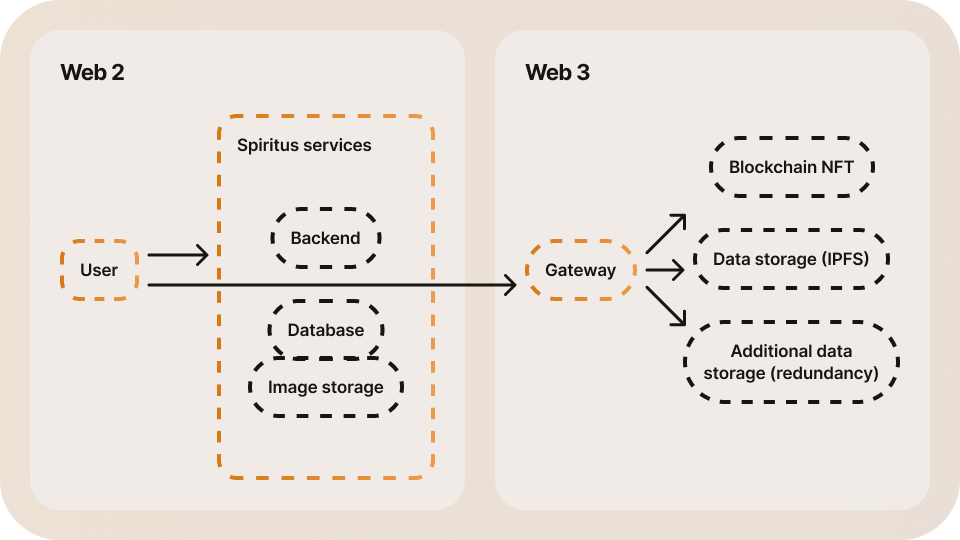 Web 2
Spiritus services
User
Backend
Database
Image storage
Web 3
Gateway
Blockchain NFT
Data storage (IPFS)
Additional data
storage (redundancy)